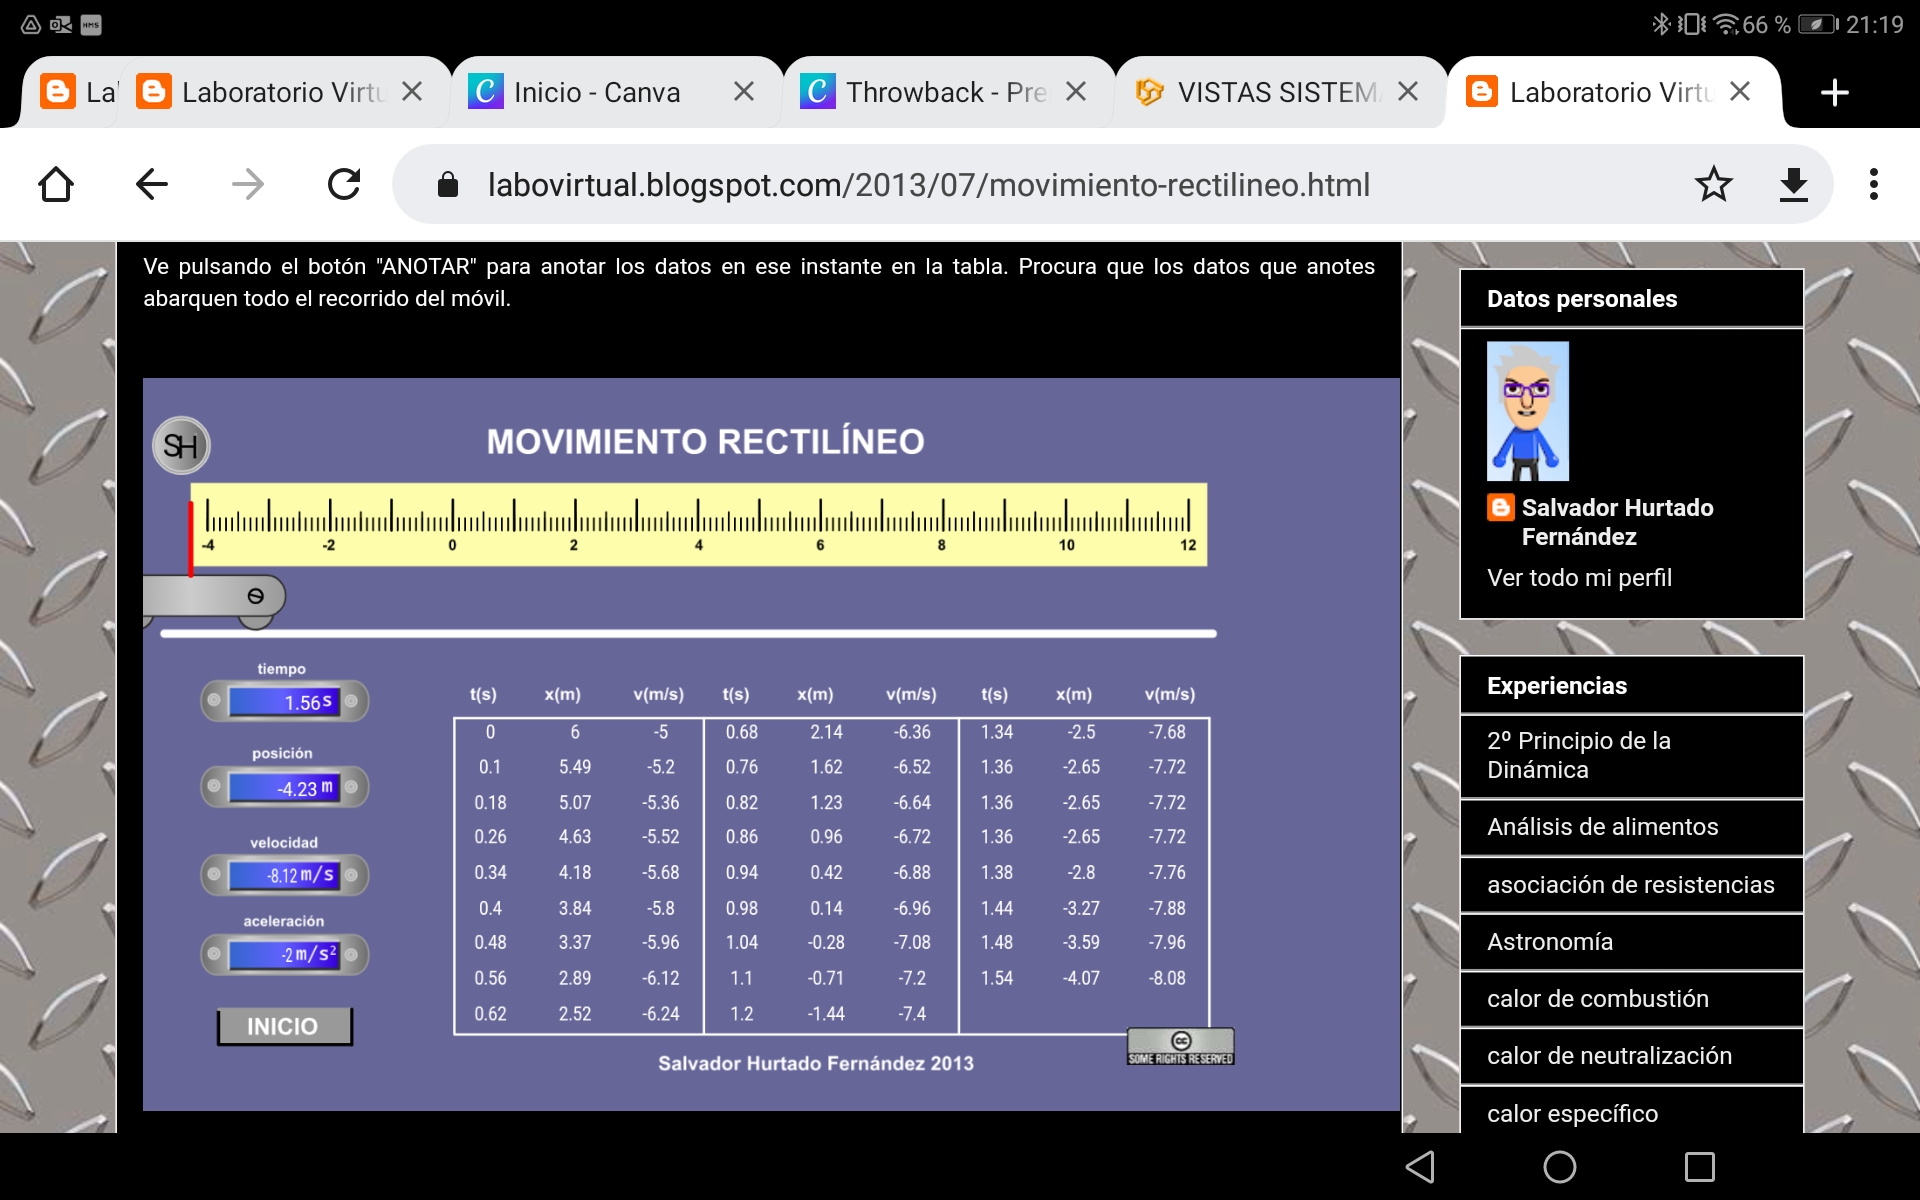 HMS 66 % 21:19
La Laboratorio Virtu Inicio - Canva Throwback - Pre VISTAS SISTEMA Laboratorio Virtu
labovirtual.blogspot.com/2013/07/movimiento-rectilineo.html
Ve pulsando el botón "ANOTAR" para anotar los datos en ese instante en la tabla. Procura que los datos que anotes
abarquen todo el recorrido del móvil.
SH
MOVIMIENTO RECTILÍNEO
-4 -2 0 2 4 6 8 10 12
tiempo
1.56 s
posición
-4.23 m
velocidad
-8.12 m/s
aceleración
-2 m/s²
INICIO
t(s) x(m) v(m/s) t(s) x(m) v(m/s) t(s) x(m) v(m/s)
0 6 -5 0.68 2.14 -6.36 1.34 -2.5 -7.68
0.1 5.49 -5.2 0.76 1.62 -6.52 1.36 -2.65 -7.72
0.18 5.07 -5.36 0.82 1.23 -6.64 1.36 -2.65 -7.72
0.26 4.63 -5.52 0.86 0.96 -6.72 1.36 -2.65 -7.72
0.34 4.18 -5.68 0.94 0.42 -6.88 1.38 -2.8 -7.76
0.4 3.84 -5.8 0.98 0.14 -6.96 1.44 -3.27 -7.88
0.48 3.37 -5.96 1.04 -0.28 -7.08 1.48 -3.59 -7.96
0.56 2.89 -6.12 1.1 -0.71 -7.2 1.54 -4.07 -8.08
0.62 2.52 -6.24 1.2 -1.44 -7.4
cc
SOME RIGHTS RESERVED
Salvador Hurtado Fernández 2013
Datos personales
Salvador Hurtado
Fernández
Ver todo mi perfil
Experiencias
2º Principio de la
Dinámica
Análisis de alimentos
asociación de resistencias
Astronomía
calor de combustión
calor de neutralización
calor específico